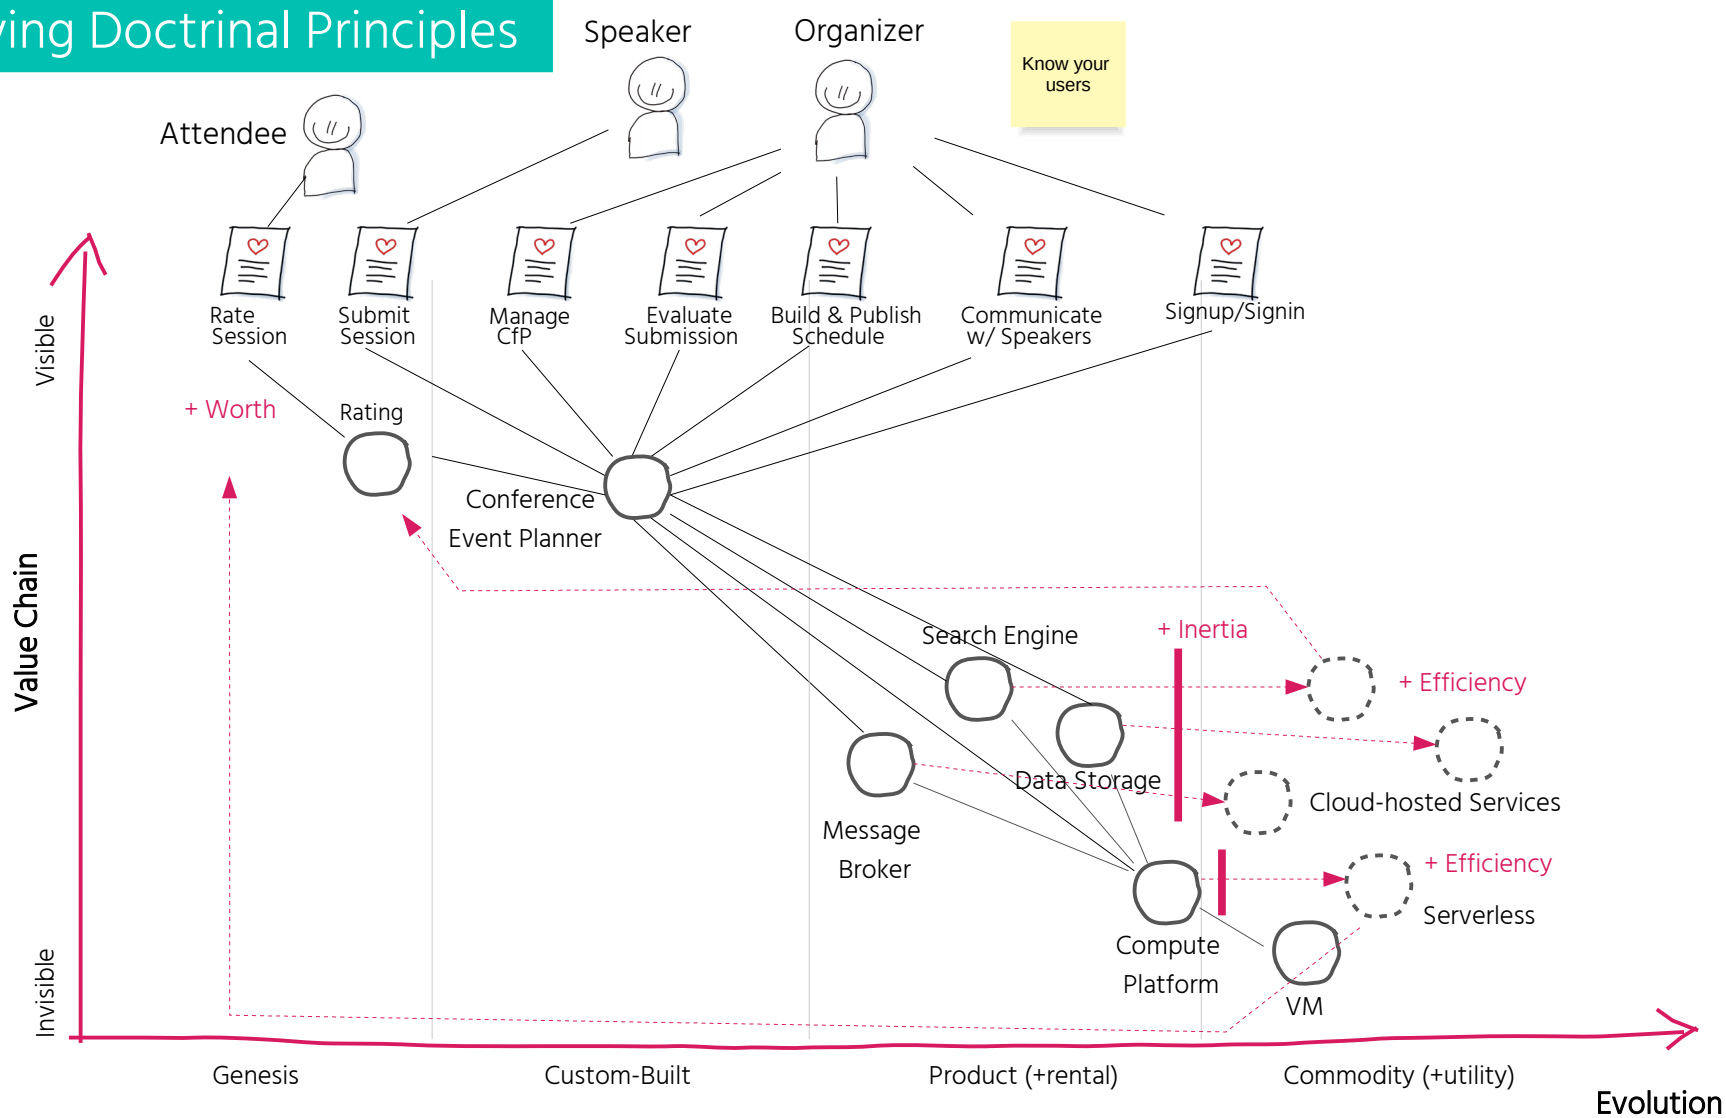 ying Doctrinal Principles
Speaker
Organizer
Know your
users
Attendee
Rate
Session
Submit
Session
Manage
CfP
Evaluate
Submission
Build & Publish
Schedule
Communicate
w/ Speakers
Signup/Signin
Visible
+ Worth
Rating
Conference
Event Planner
Value Chain
Search Engine
+ Inertia
+ Efficiency
Data Storage
Cloud-hosted Services
Message
Broker
+ Efficiency
Serverless
Compute
Platform
VM
Invisible
Genesis
Custom-Built
Product (+rental)
Commodity (+utility)
Evolution